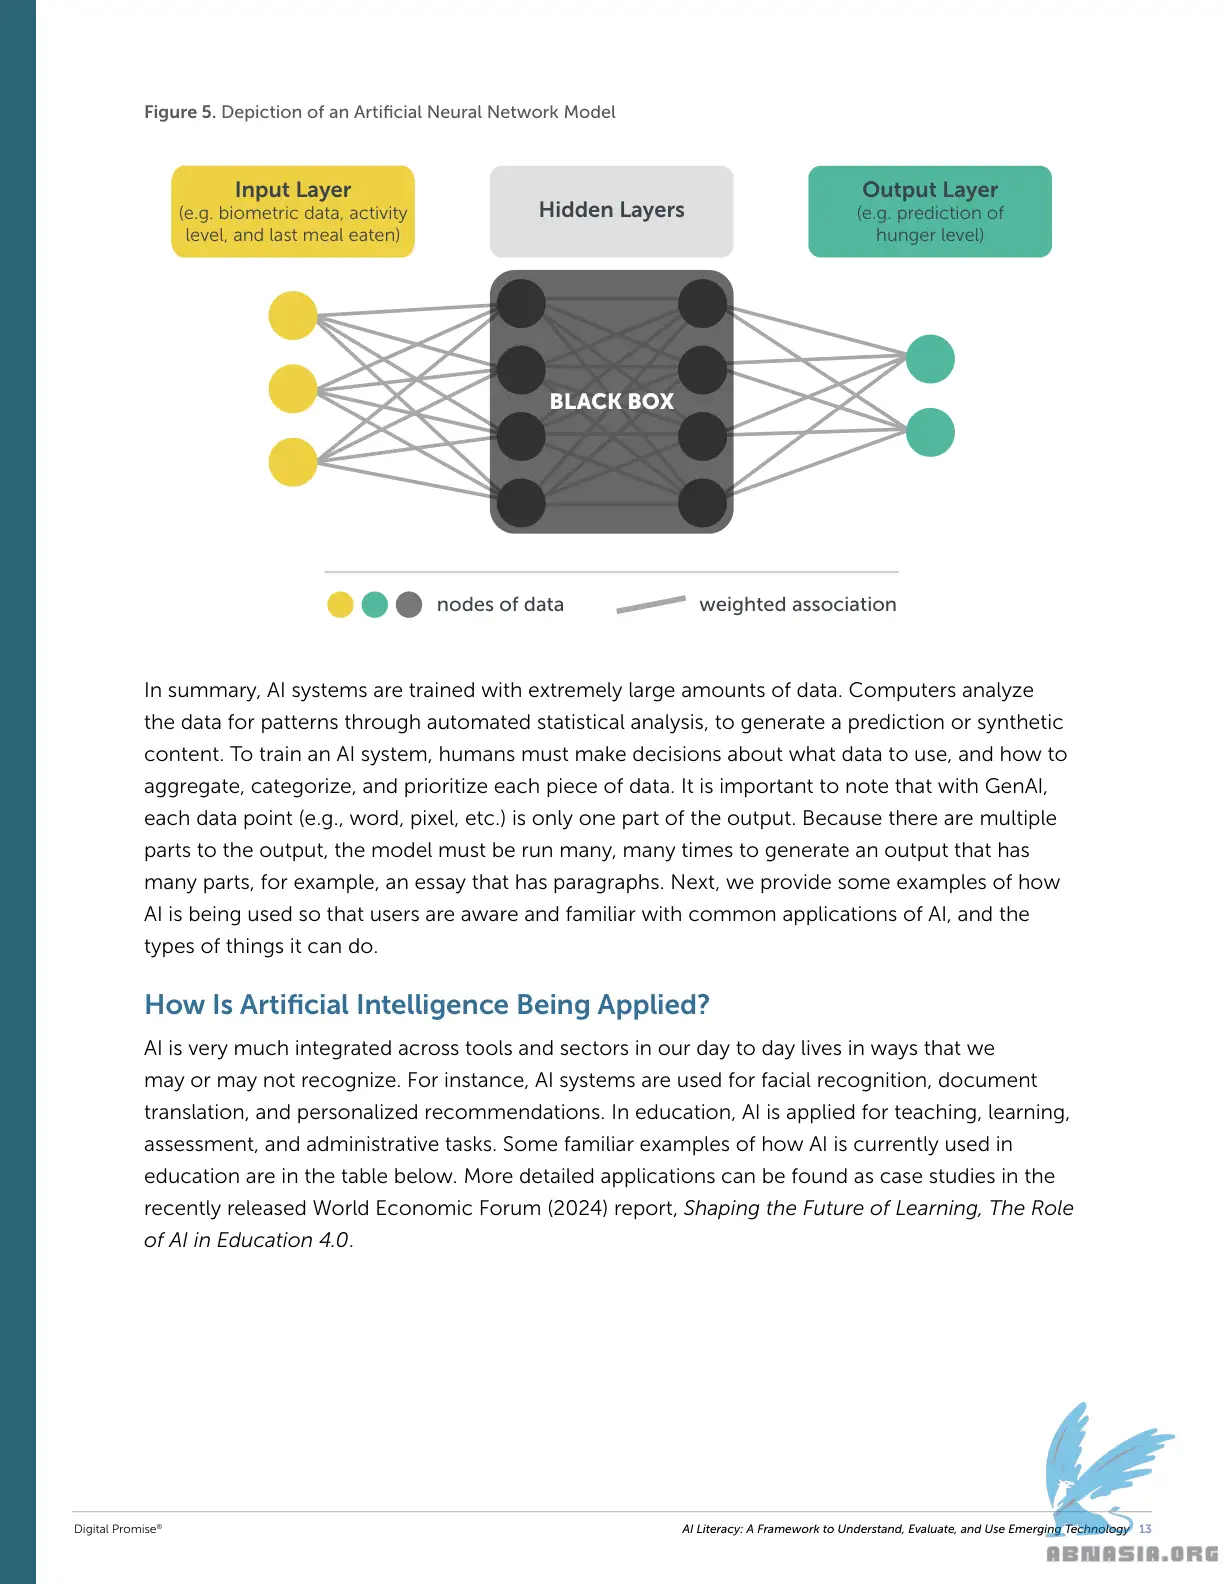 Figure 5. Depiction of an Artificial Neural Network Model
Input Layer
(e.g. biometric data, activity
level, and last meal eaten)
Hidden Layers
Output Layer
(e.g. prediction of
hunger level)
BLACK BOX
nodes of data
weighted association
In summary, AI systems are trained with extremely large amounts of data. Computers analyze
the data for patterns through automated statistical analysis, to generate a prediction or synthetic
content. To train an AI system, humans must make decisions about what data to use, and how to
aggregate, categorize, and prioritize each piece of data. It is important to note that with GenAI,
each data point (e.g., word, pixel, etc.) is only one part of the output. Because there are multiple
parts to the output, the model must be run many, many times to generate an output that has
many parts, for example, an essay that has paragraphs. Next, we provide some examples of how
AI is being used so that users are aware and familiar with common applications of AI, and the
types of things it can do.
How Is Artificial Intelligence Being Applied?
AI is very much integrated across tools and sectors in our day to day lives in ways that we
may or may not recognize. For instance, AI systems are used for facial recognition, document
translation, and personalized recommendations. In education, AI is applied for teaching, learning,
assessment, and administrative tasks. Some familiar examples of how AI is currently used in
education are in the table below. More detailed applications can be found as case studies in the
recently released World Economic Forum (2024) report, Shaping the Future of Learning, The Role
of AI in Education 4.0.
Digital Promise®
AI Literacy: A Framework to Understand, Evaluate, and Use Emerging Technology 13
ABNASIA.ORG